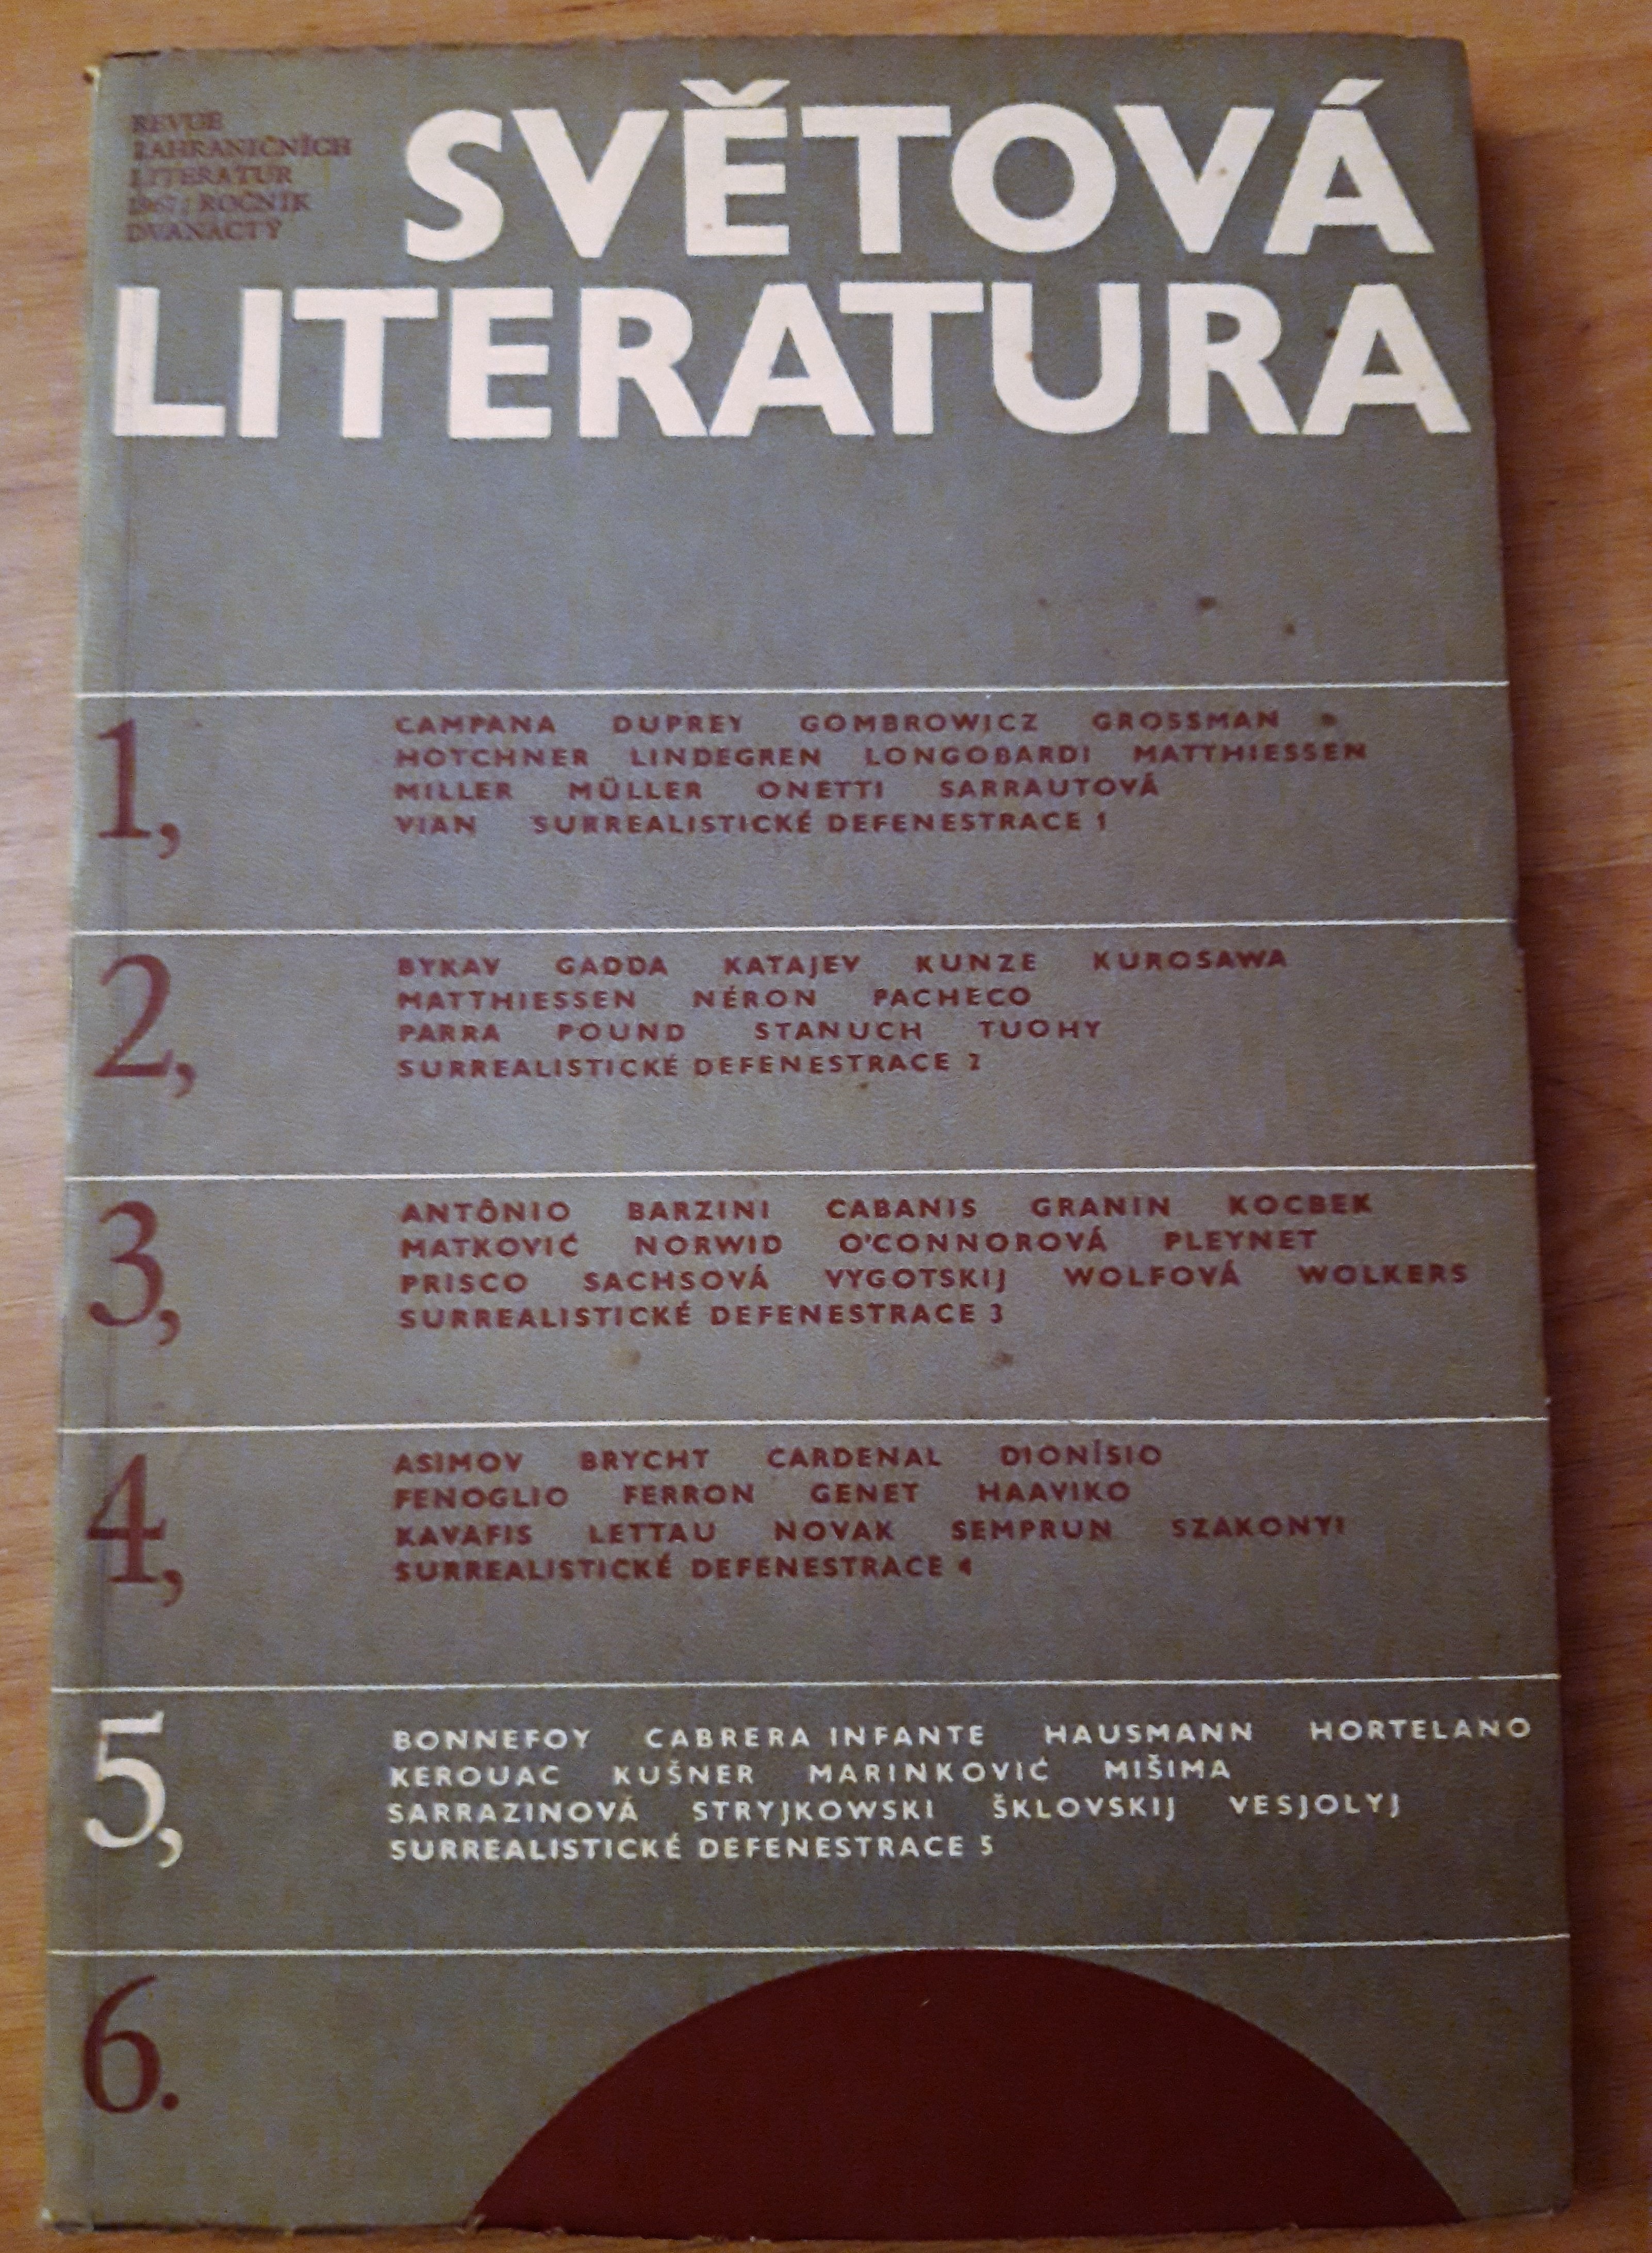 REVUE
ZAHRANIČNÍCH
LITERATUR
1967; ROČNÍK
DVANÁCTÝ
SVĚTOVÁ
LITERATURA
1,
CAMPANA DUPREY GOMBROWICZ GROSSMAN
HOTCHNER LINDEGREN LONGOBARDI MATTHIESSEN
MILLER MÜLLER ONETTI SARRAUTOVÁ
VIAN SURREALISTICKÉ DEFENESTRACE 1
2,
BYKAV GADDA KATAJEV KUNZE KUROSAWA
MATTHIESSEN NÉRON PACHECO
PARRA POUND STANUCH TUOHY
SURREALISTICKÉ DEFENESTRACE 2
3,
ANTÔNIO BARZINI CABANIS GRANIN KOCBEK
MATKOVIĆ NORWID O'CONNOROVÁ PLEYNET
PRISCO SACHSOVÁ VYGOTSKIJ WOLFOVÁ WOLKERS
SURREALISTICKÉ DEFENESTRACE 3
4,
ASIMOV BRYCHT CARDENAL DIONÍSIO
FENOGLIO FERRON GENET HAAVIKO
KAVAFIS LETTAU NOVAK SEMPRUN SZAKONYI
SURREALISTICKÉ DEFENESTRACE 4
5,
BONNEFOY CABRERA INFANTE HAUSMANN HORTELANO
KEROUAC KUŠNER MARINKOVIĆ MIŠIMA
SARRAZINOVÁ STRYJKOWSKI ŠKLOVSKIJ VESJOLYJ
SURREALISTICKÉ DEFENESTRACE 5
6.